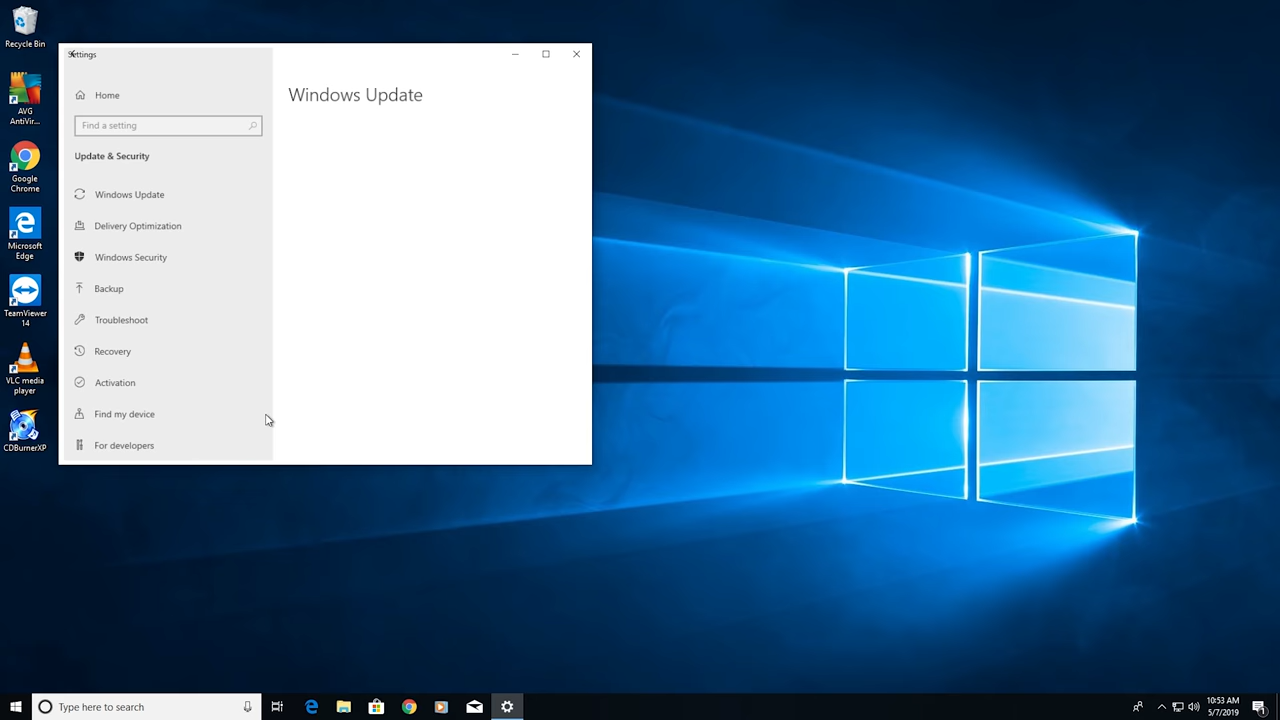 Recycle Bin
AVG
AntiVir...
Google
Chrome
Microsoft
Edge
TeamViewer
14
VLC media
player
CDBurnerXP
Settings
Home
Find a setting
Update & Security
Windows Update
Delivery Optimization
Windows Security
Backup
Troubleshoot
Recovery
Activation
Find my device
For developers
Windows Update
Type here to search
10:53 AM
5/7/2019
1